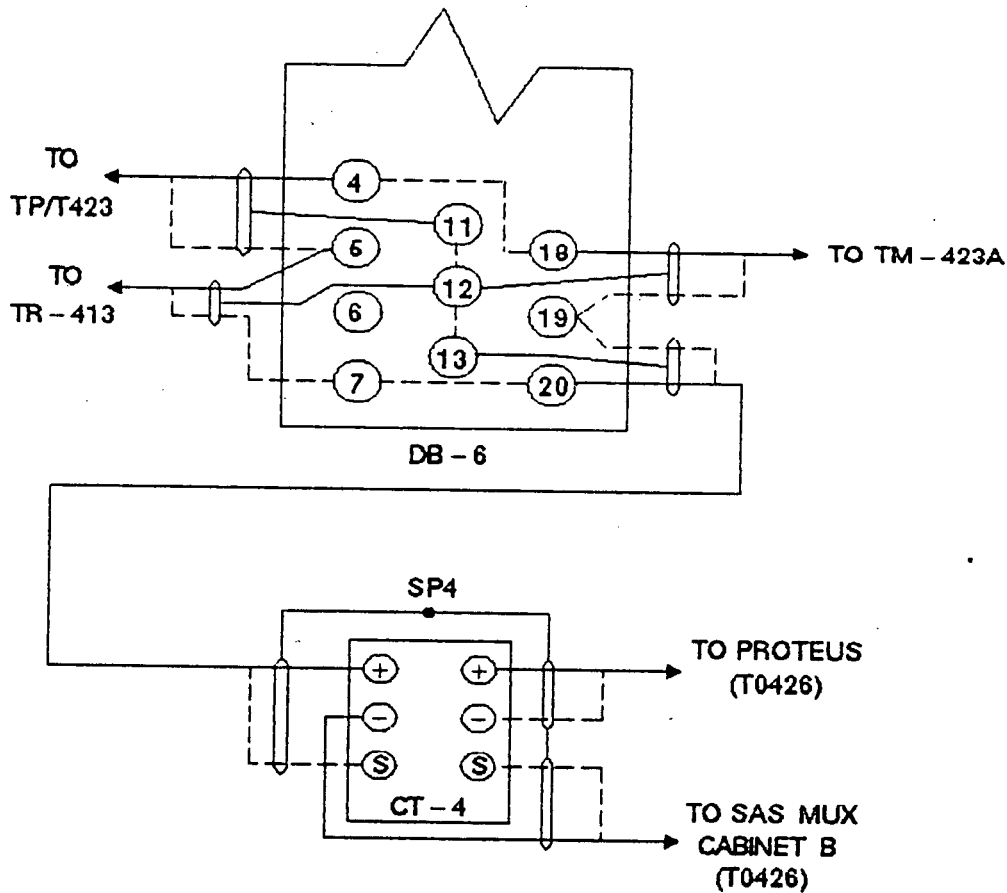 TO
TP/T423
4
11
5
18
TO TM-423A
TO
TR-413
12
6
19
13
7
20
DB-6
SP4
+
+
TO PROTEUS
(T0426)
−
−
S
S
CT-4
TO SAS MUX
CABINET B
(T0426)